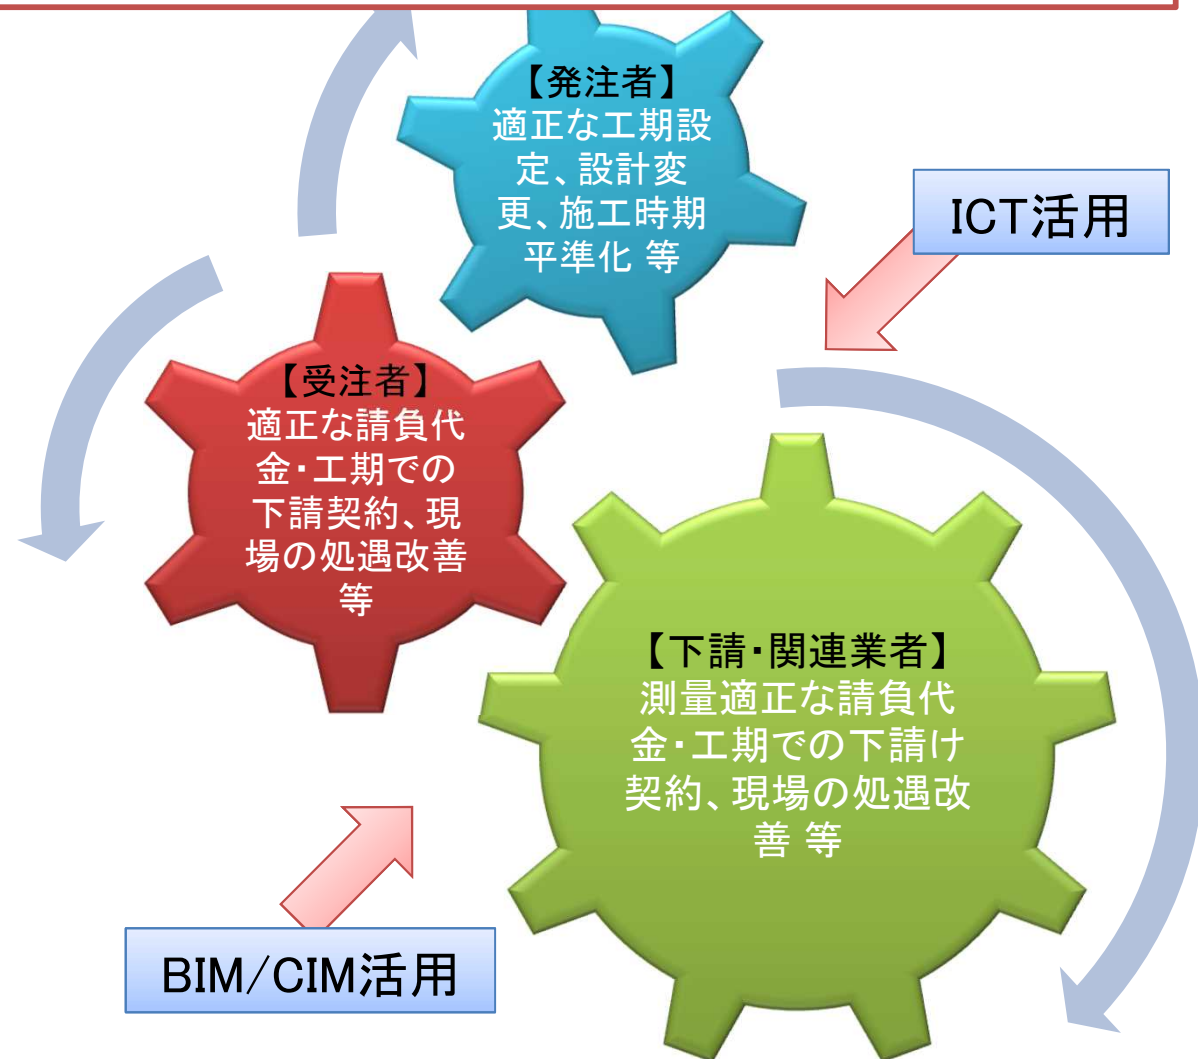 【発注者】
適正な工期設
定、設計変
更、施工時期
平準化 等
ICT活用
【受注者】
適正な請負代
金・工期での
下請契約、現
場の処遇改善
等
【下請・関連業者】
測量適正な請負代
金・工期での下請け
契約、現場の処遇改
善 等
BIM/CIM活用